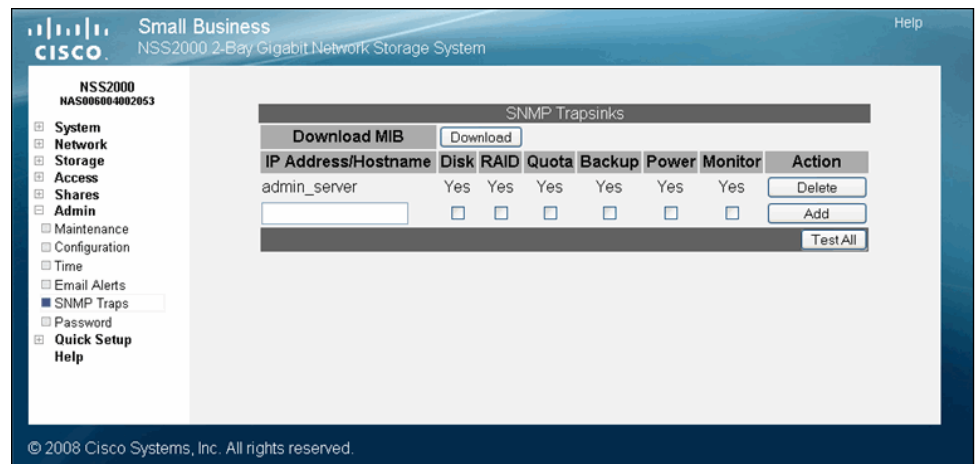 Small Business
Help
CISCO
NSS2000 2-Bay Gigabit Network Storage System
NSS2000
NAS006004002053
System
Network
Storage
Access
Shares
Admin
Maintenance
Configuration
Time
Email Alerts
SNMP Traps
Password
Quick Setup
Help
SNMP Trapsinks
Download MIB Download
IP Address/Hostname Disk RAID Quota Backup Power Monitor Action
admin_server Yes Yes Yes Yes Yes Yes Delete
Add
Test All
© 2008 Cisco Systems, Inc. All rights reserved.